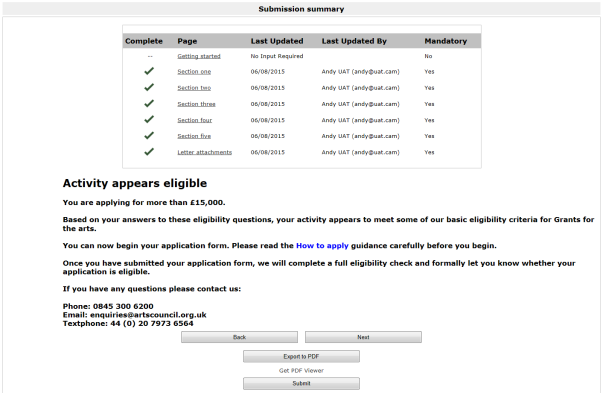 Submission summary
Complete Page Last Updated Last Updated By Mandatory
-- Getting started No Input Required No
Section one 06/08/2015 Andy UAT (andy@uat.cam) Yes
Section two 06/08/2015 Andy UAT (andy@uat.cam) Yes
Section three 06/08/2015 Andy UAT (andy@uat.cam) Yes
Section four 06/08/2015 Andy UAT (andy@uat.cam) Yes
Section five 06/08/2015 Andy UAT (andy@uat.cam) Yes
Letter attachments 06/08/2015 Andy UAT (andy@uat.cam) Yes
Activity appears eligible
You are applying for more than £15,000.
Based on your answers to these eligibility questions, your activity appears to meet some of our basic eligibility criteria for Grants for
the arts.
You can now begin your application form. Please read the How to apply guidance carefully before you begin.
Once you have submitted your application form, we will complete a full eligibility check and formally let you know whether your
application is eligible.
If you have any questions please contact us:
Phone: 0845 300 6200
Email: enquiries@artscouncil.org.uk
Textphone: 44 (0) 20 7973 6564
Back Next
Export to PDF
Get PDF Viewer
Submit